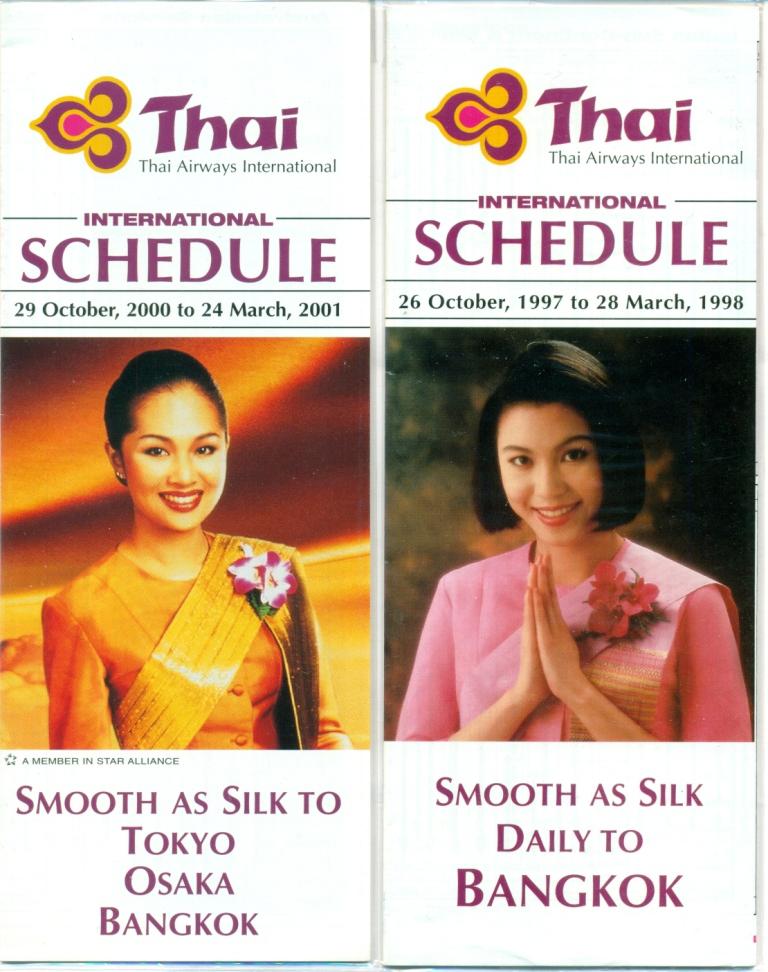 Thai
Thai Airways International
INTERNATIONAL
SCHEDULE
29 October, 2000 to 24 March, 2001
A MEMBER IN STAR ALLIANCE
SMOOTH AS SILK TO
TOKYO
OSAKA
BANGKOK
Thai
Thai Airways International
INTERNATIONAL
SCHEDULE
26 October, 1997 to 28 March, 1998
SMOOTH AS SILK
DAILY TO
BANGKOK